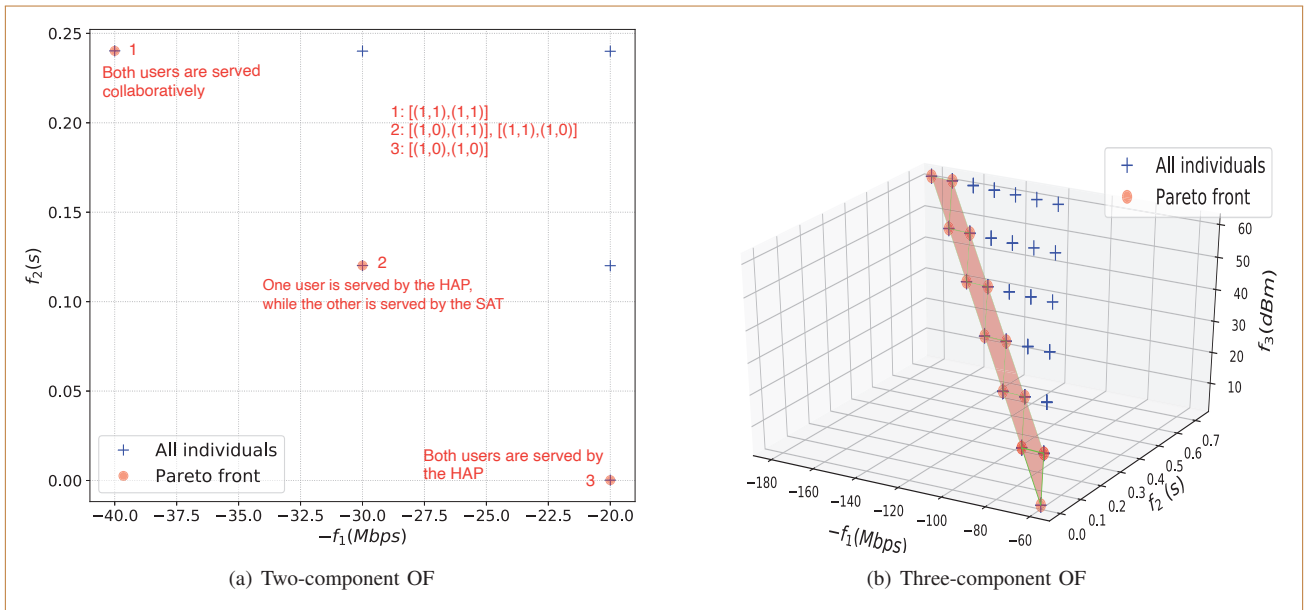 0.25
0.20
0.15
0.10
0.05
0.00
f₂(s)
1
Both users are served
collaboratively
1: [(1,1),(1,1)]
2: [(1,0),(1,1)], [(1,1),(1,0)]
3: [(1,0),(1,0)]
2
One user is served by the HAP,
while the other is served by the SAT
Both users are served by
the HAP
3
All individuals
Pareto front
−40.0 −37.5 −35.0 −32.5 −30.0 −27.5 −25.0 −22.5 −20.0
−f₁(Mbps)
(a) Two-component OF
All individuals
Pareto front
60
50
40
30
20
10
f₃(dBm)
0.7
0.6
0.5
0.4
0.3
0.2
0.1
0.0
f₂(s)
−180 −160 −140 −120 −100 −80 −60
−f₁(Mbps)
(b) Three-component OF